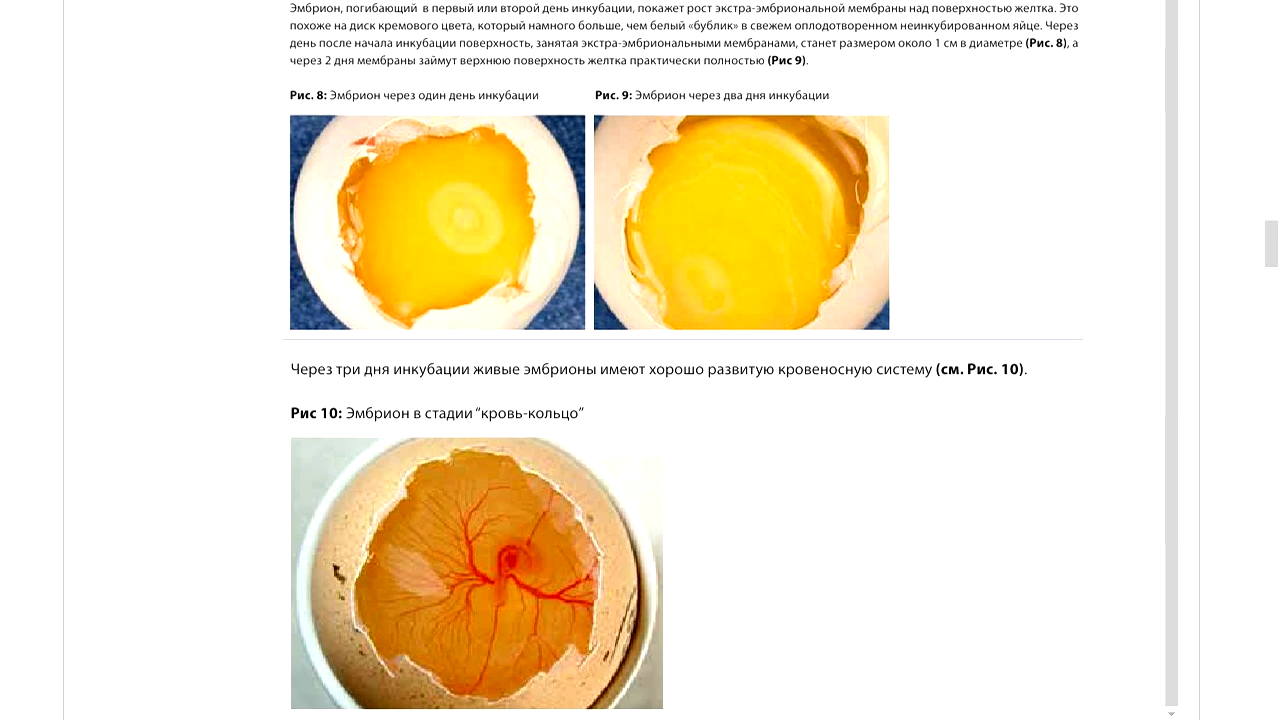 Эмбрион, погибающий  в первый или второй день инкубации, покажет рост экстра-эмбриональной мембраны над поверхностью желтка. Это
похоже на диск кремового цвета, который намного больше, чем белый «бублик» в свежем оплодотворенном неинкубированном яйце. Через
день после начала инкубации поверхность, занятая экстра-эмбриональными мембранами, станет размером около 1 см в диаметре (Рис. 8), а
через 2 дня мембраны займут верхнюю поверхность желтка практически полностью (Рис 9).
Рис. 8: Эмбрион через один день инкубации
Рис. 9: Эмбрион через два дня инкубации
Через три дня инкубации живые эмбрионы имеют хорошо развитую кровеносную систему (см. Рис. 10).
Рис 10: Эмбрион в стадии “кровь-кольцо”